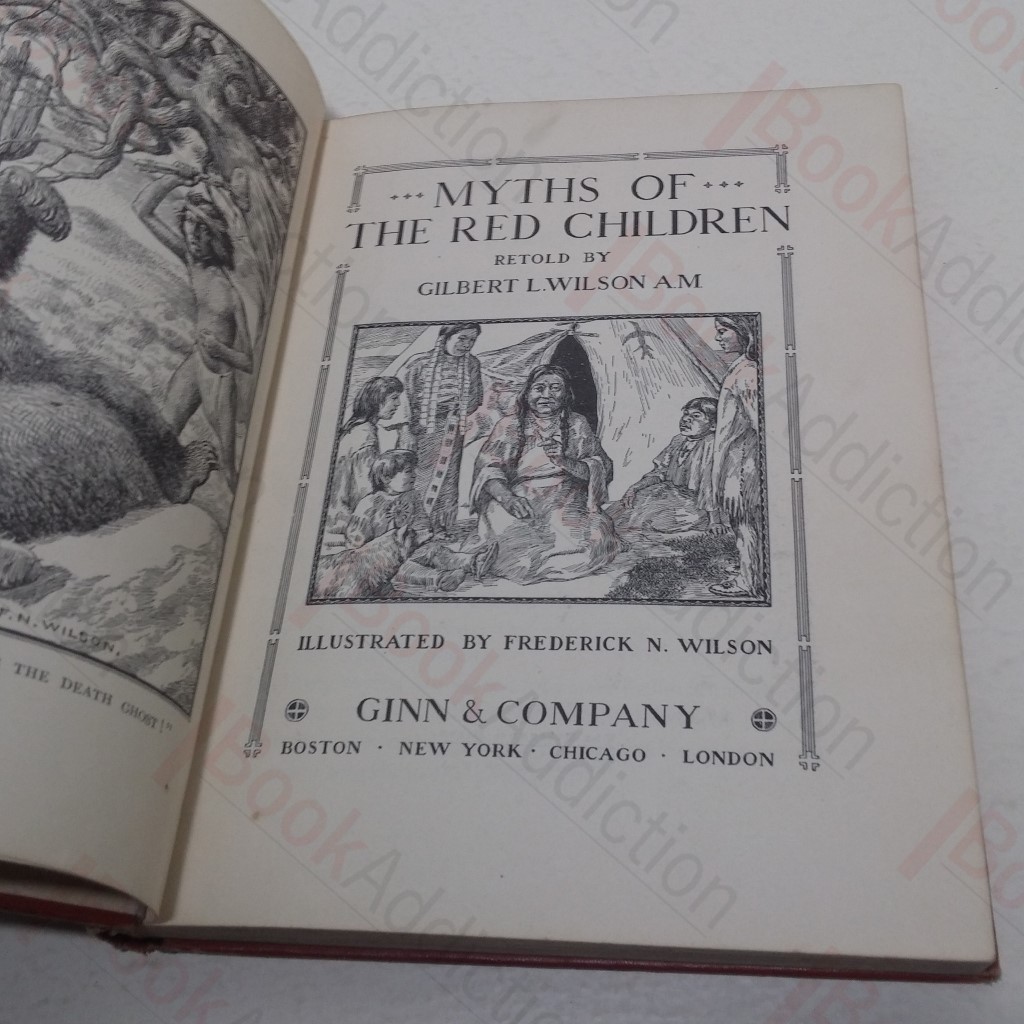 F. N. WILSON.
THE DEATH GHOST!"
MYTHS OF
THE RED CHILDREN
RETOLD BY
GILBERT L. WILSON A.M
ILLUSTRATED BY FREDERICK N. WILSON
GINN & COMPANY
BOSTON · NEW YORK · CHICAGO · LONDON
BookAddiction